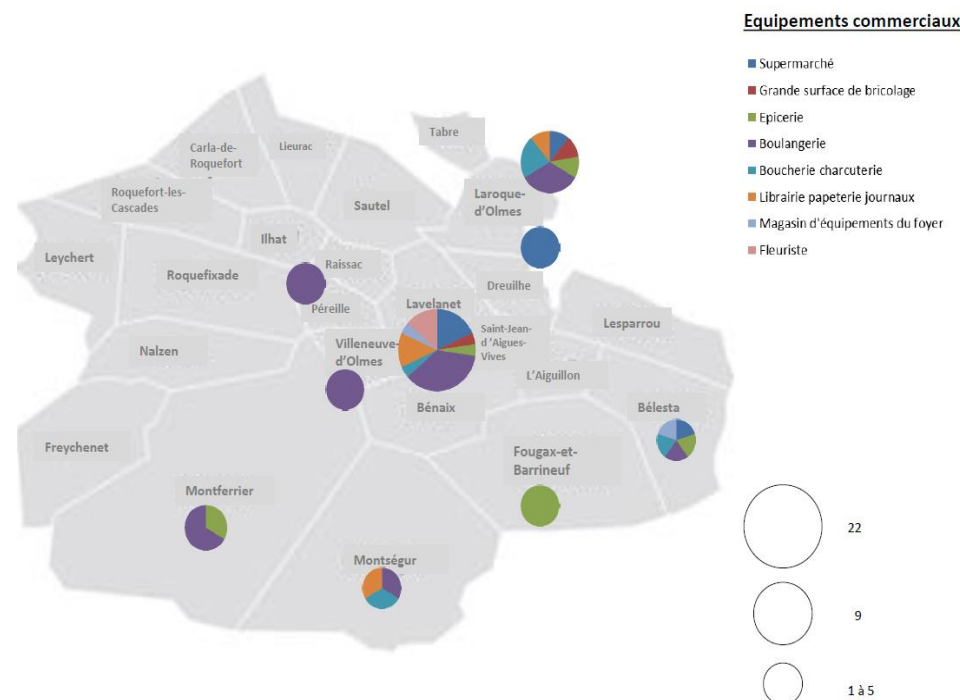 Equipements commerciaux
Supermarché
Grande surface de bricolage
Epicerie
Boulangerie
Boucherie charcuterie
Librairie papeterie journaux
Magasin d'équipements du foyer
Fleuriste
Tabre
Carla-de-
Roquefort
Lieurac
Roquefort-les-
Cascades
Sautel
Laroque-
d'Olmes
Ilhat
Leychert
Raissac
Roquefixade
Dreuilhe
Péreille
Lavelanet
Lesparrou
Saint-Jean-
d'Aigues-
Vives
Villeneuve-
d'Olmes
Nalzen
L'Aiguillon
Bénaix
Bélesta
Freychenet
Fougax-et-
Barrineuf
Montferrier
Montségur
22
9
1 à 5